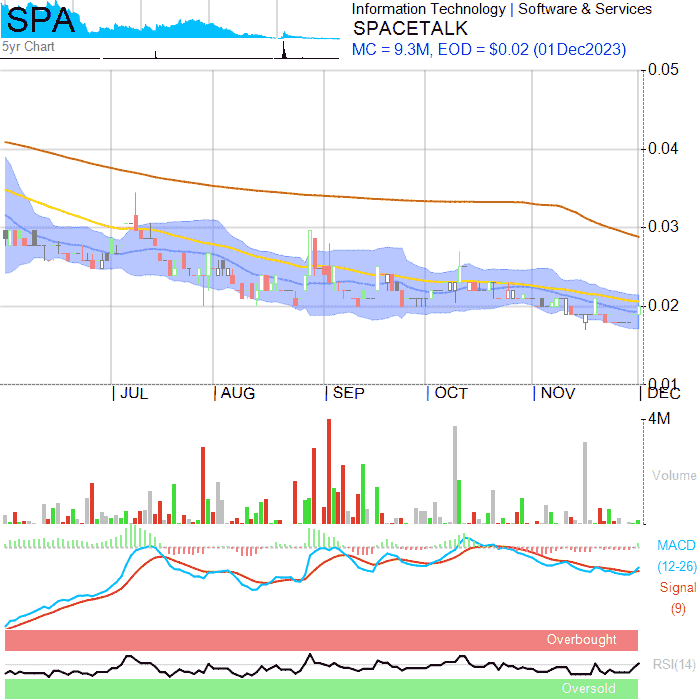 SPA
5yr Chart
Information Technology | Software & Services
SPACETALK
MC = 9.3M, EOD = $0.02 (01Dec2023)
0.05
0.04
0.03
0.02
0.01
JUL
AUG
SEP
OCT
NOV
DEC
4M
Volume
MACD
(12-26)
Signal
(9)
Overbought
RSI(14)
Oversold